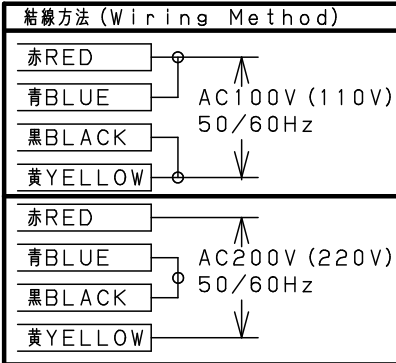 結線方法(Wiring Method)
赤RED
青BLUE
AC100V(110V)
50/60Hz
黒BLACK
黄YELLOW
赤RED
青BLUE
AC200V(220V)
50/60Hz
黒BLACK
黄YELLOW